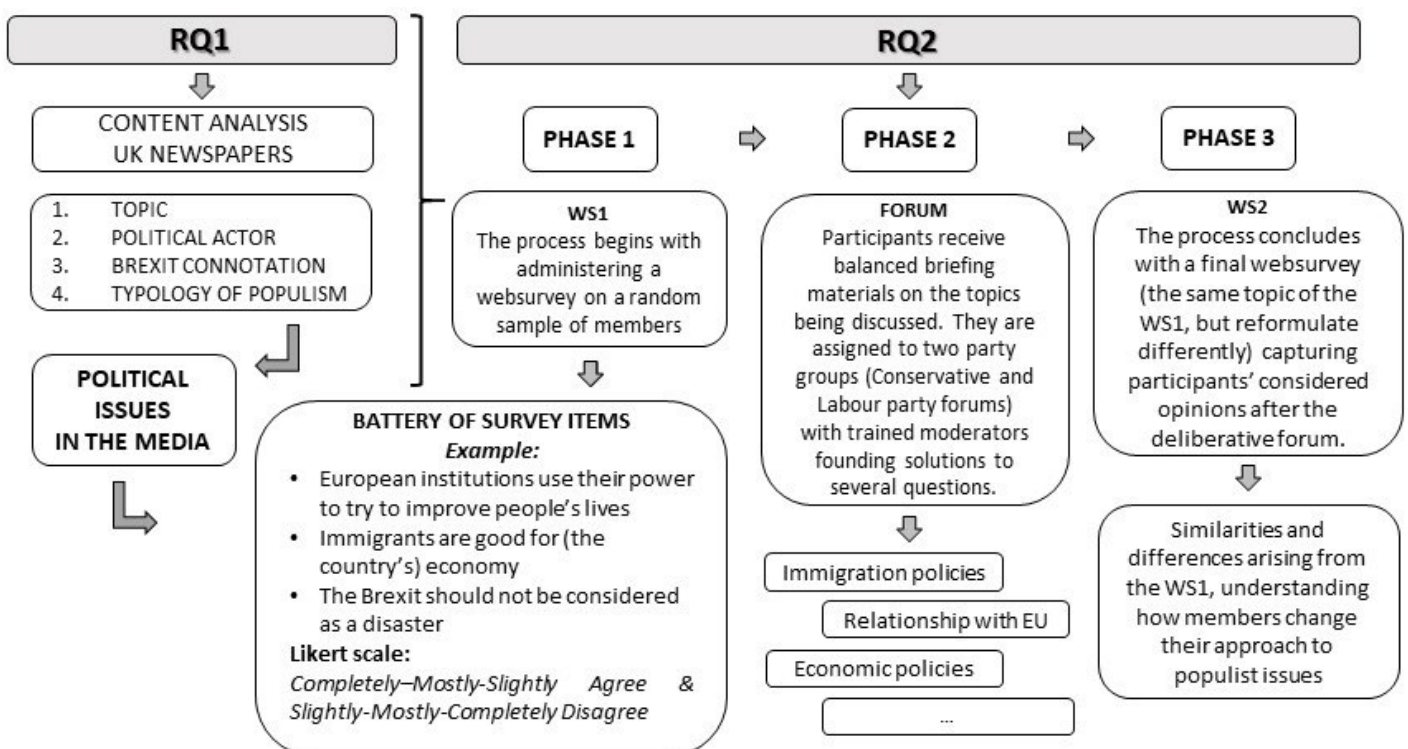 RQ1
CONTENT ANALYSIS
UK NEWSPAPERS
1. TOPIC
2. POLITICAL ACTOR
3. BREXIT CONNOTATION
4. TYPOLOGY OF POPULISM
POLITICAL
ISSUES
IN THE MEDIA
RQ2
PHASE 1
WS1
The process begins with
administering a
websurvey on a random
sample of members
BATTERY OF SURVEY ITEMS
Example:
• European institutions use their power
to try to improve people's lives
• Immigrants are good for (the
country's) economy
• The Brexit should not be considered
as a disaster
Likert scale:
Completely–Mostly-Slightly Agree &
Slightly-Mostly-Completely Disagree
PHASE 2
FORUM
Participants receive
balanced briefing
materials on the topics
being discussed. They are
assigned to two party
groups (Conservative and
Labour party forums)
with trained moderators
founding solutions to
several questions.
Immigration policies
Relationship with EU
Economic policies
...
PHASE 3
WS2
The process concludes
with a final websurvey
(the same topic of the
WS1, but reformulate
differently) capturing
participants' considered
opinions after the
deliberative forum.
Similarities and
differences arising from
the WS1, understanding
how members change
their approach to
populist issues